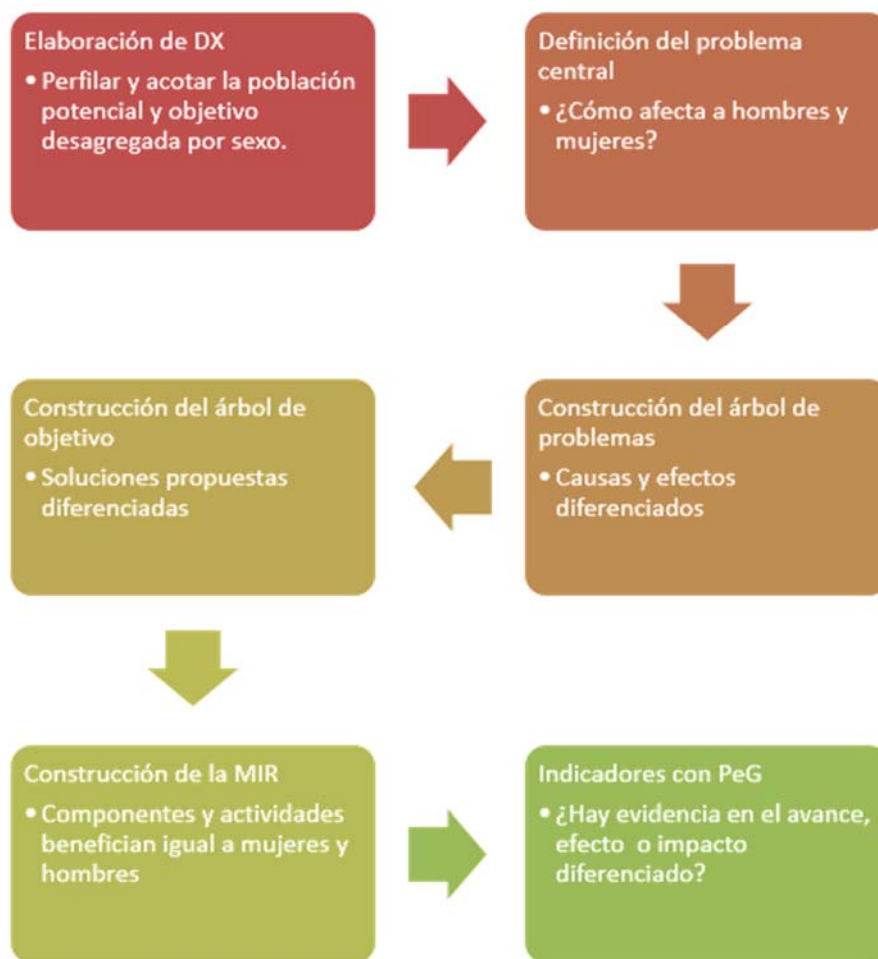 Elaboración de DX
• Perfilar y acotar la población
potencial y objetivo
desagregada por sexo.
Definición del problema
central
• ¿Cómo afecta a hombres y
mujeres?
Construcción del árbol de
problemas
• Causas y efectos
diferenciados
Construcción del árbol de
objetivo
• Soluciones propuestas
diferenciadas
Construcción de la MIR
• Componentes y actividades
benefician igual a mujeres y
hombres
Indicadores con PeG
• ¿Hay evidencia en el avance,
efecto o impacto
diferenciado?